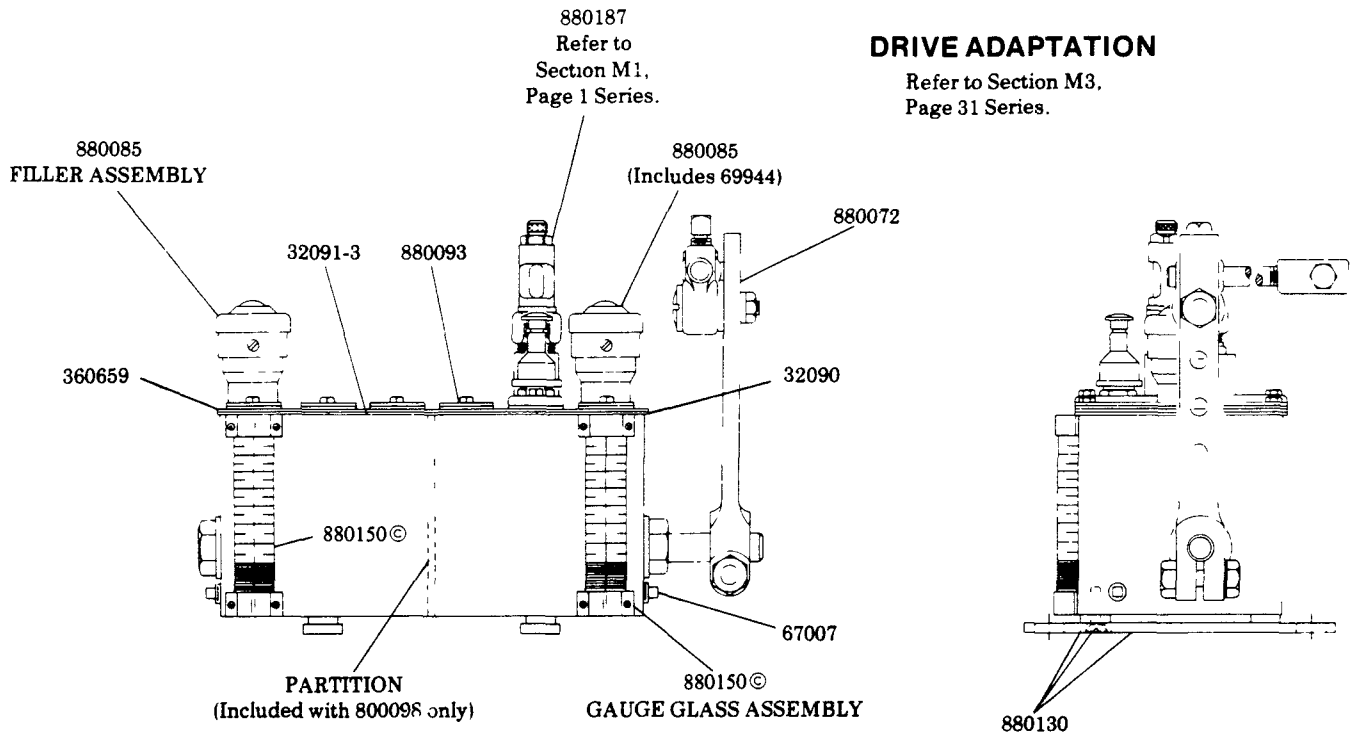 880187
Refer to
Section M1,
Page 1 Series.
DRIVE ADAPTATION
Refer to Section M3,
Page 31 Series.
880085
FILLER ASSEMBLY
880085
(Includes 69944)
880072
32091-3
880093
360659
32090
880150©
67007
PARTITION
(Included with 800098 only)
880150©
GAUGE GLASS ASSEMBLY
880130